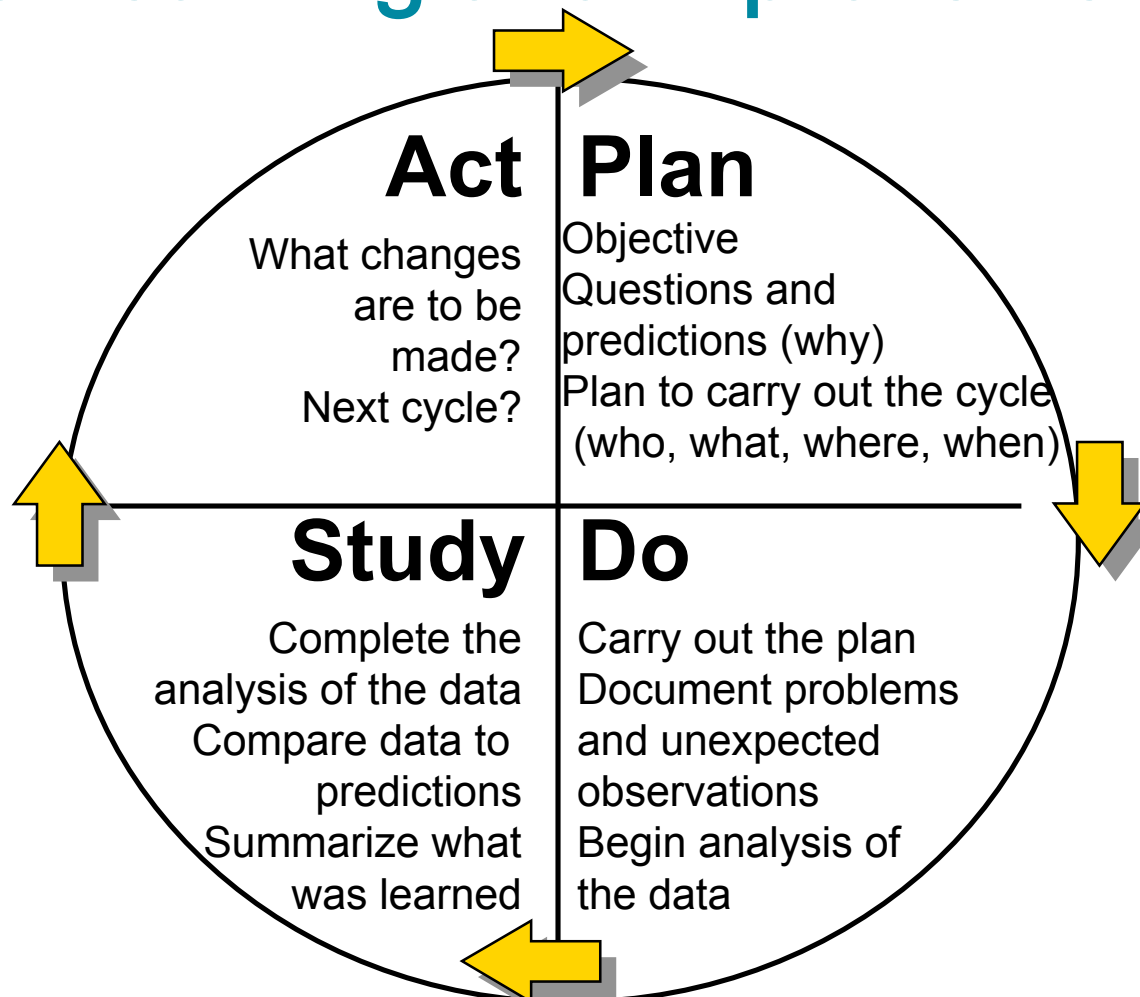 Act
What changes
are to be
made?
Next cycle?
Plan
Objective
Questions and
predictions (why)
Plan to carry out the cycle
(who, what, where, when)
Study
Complete the
analysis of the data
Compare data to
predictions
Summarize what
was learned
Do
Carry out the plan
Document problems
and unexpected
observations
Begin analysis of
the data